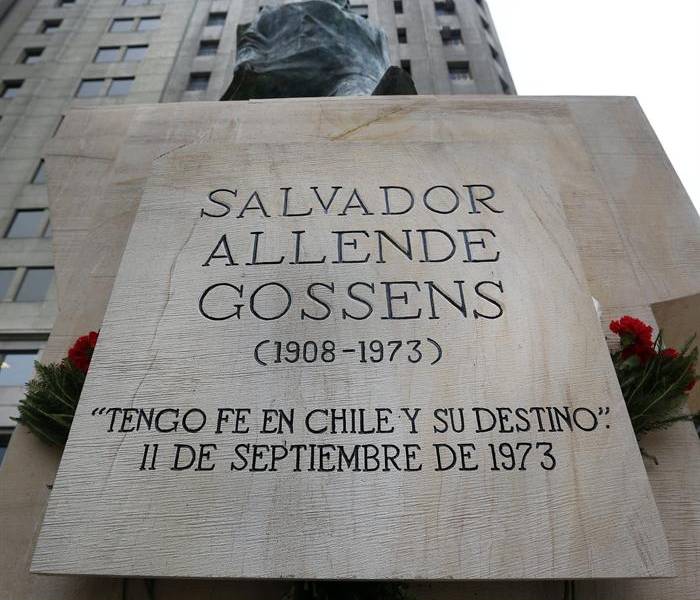 SALVADOR
ALLENDE
GOSSENS
(1908-1973)
“TENGO FE EN CHILE Y SU DESTINO”.
11 DE SEPTIEMBRE DE 1973